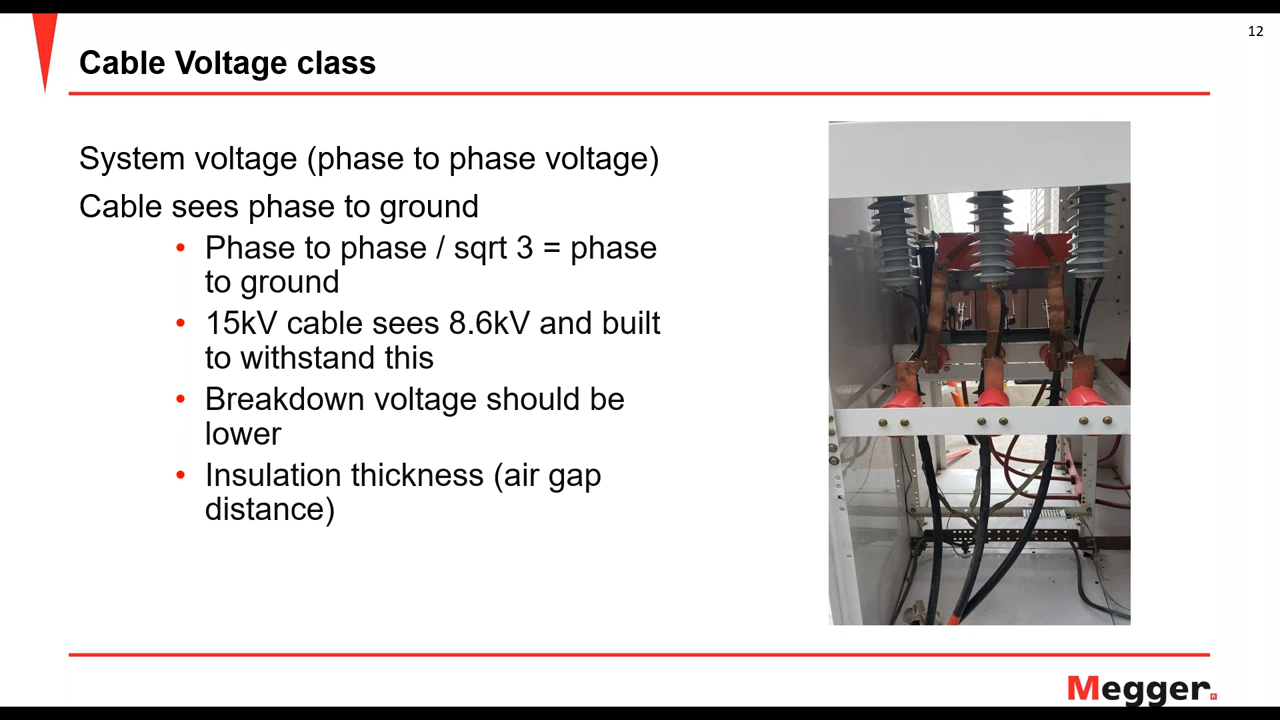 12
Cable Voltage class
System voltage (phase to phase voltage)
Cable sees phase to ground
• Phase to phase / sqrt 3 = phase
to ground
• 15kV cable sees 8.6kV and built
to withstand this
• Breakdown voltage should be
lower
• Insulation thickness (air gap
distance)
Megger.